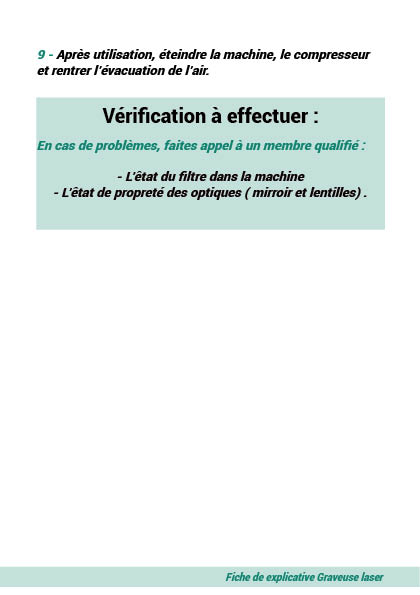 9 - Après utilisation, éteindre la machine, le compresseur
et rentrer l'évacuation de l'air.
Vérification à effectuer :
En cas de problèmes, faites appel à un membre qualifié :
- L'état du filtre dans la machine
- L'état de propreté des optiques ( mirroir et lentilles) .
Fiche de explicative Graveuse laser